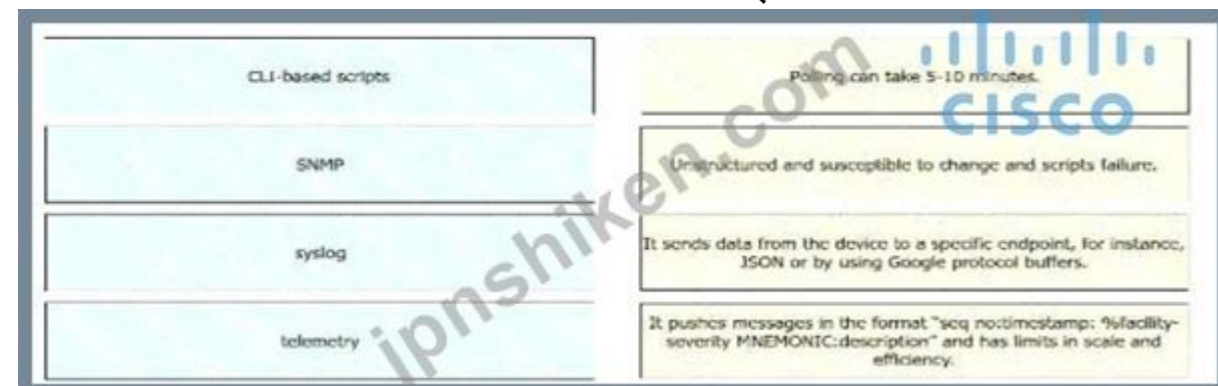 CLI-based scripts
Polling can take 5-10 minutes.
CISCO
SNMP
Unstructured and susceptible to change and scripts failure.
syslog
It sends data from the device to a specific endpoint, for instance,
JSON or by using Google protocol buffers.
telemetry
It pushes messages in the format "seq no:timestamp: %facility-
severity MNEMONIC:description" and has limits in scale and
efficiency.
jpnshiken.com